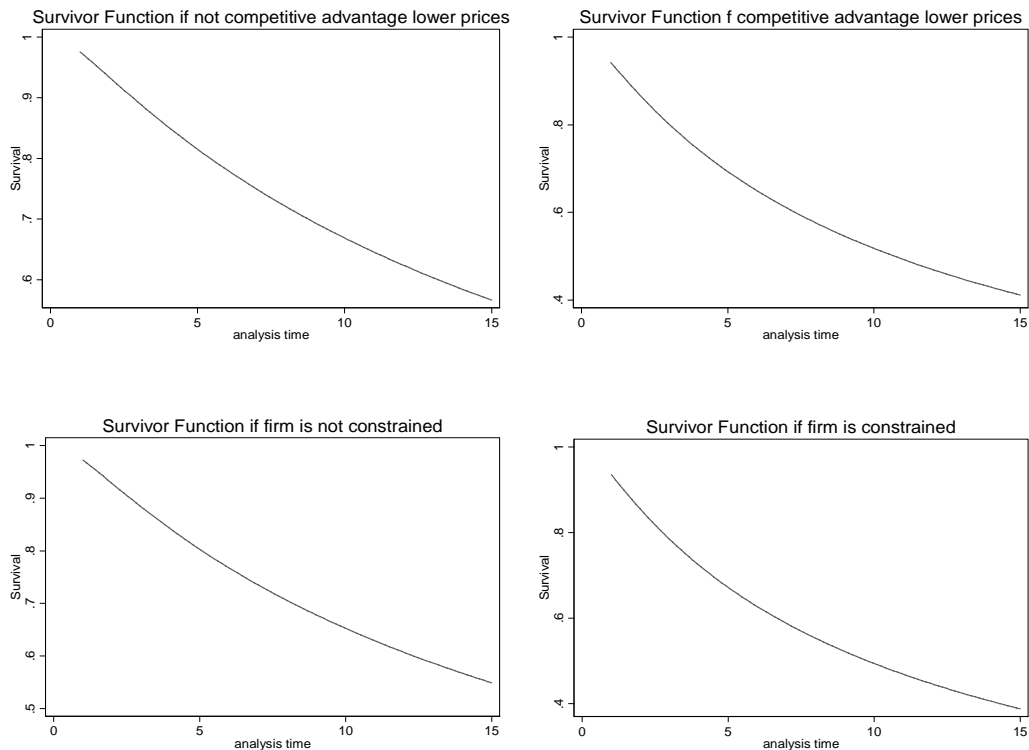 Survivor Function if not competitive advantage lower prices
1
.9
.8
.7
.6
Survival
0 5 10 15
analysis time
Survivor Function f competitive advantage lower prices
1
.8
.6
.4
Survival
0 5 10 15
analysis time
Survivor Function if firm is not constrained
1
.9
.8
.7
.6
.5
Survival
0 5 10 15
analysis time
Survivor Function if firm is constrained
1
.8
.6
.4
Survival
0 5 10 15
analysis time